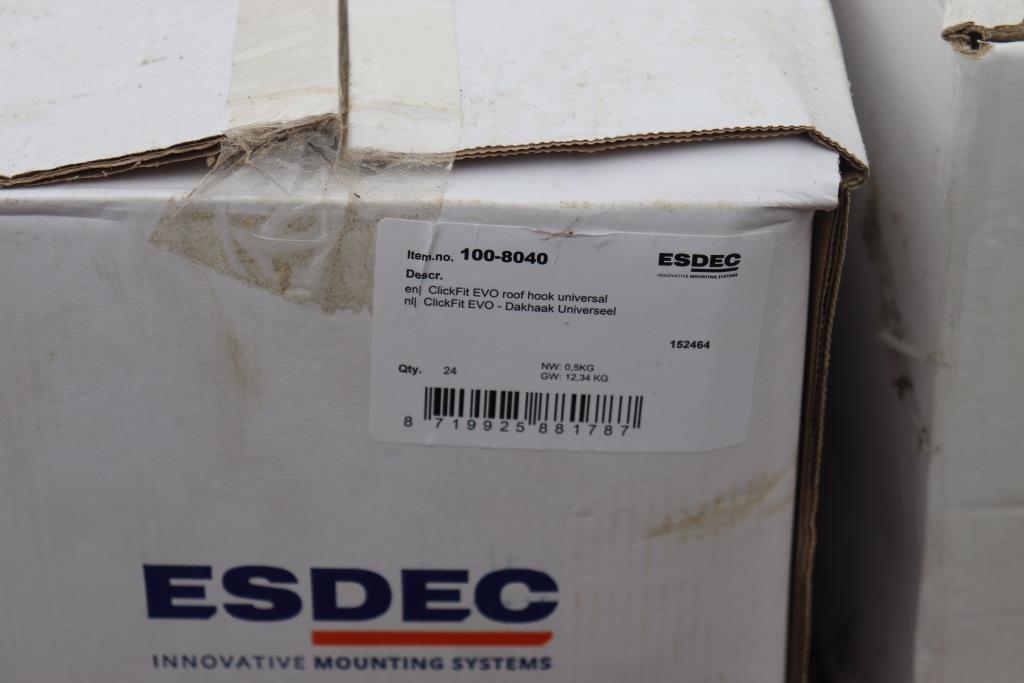 Item.no. 100-8040
ESDEC
INNOVATIVE MOUNTING SYSTEMS
Descr.
en| ClickFit EVO roof hook universal
nl| ClickFit EVO - Dakhaak Universeel
152464
Qty. 24
NW: 0,5KG
GW: 12,34 KG
8 719925 881787
ESDEC
INNOVATIVE MOUNTING SYSTEMS